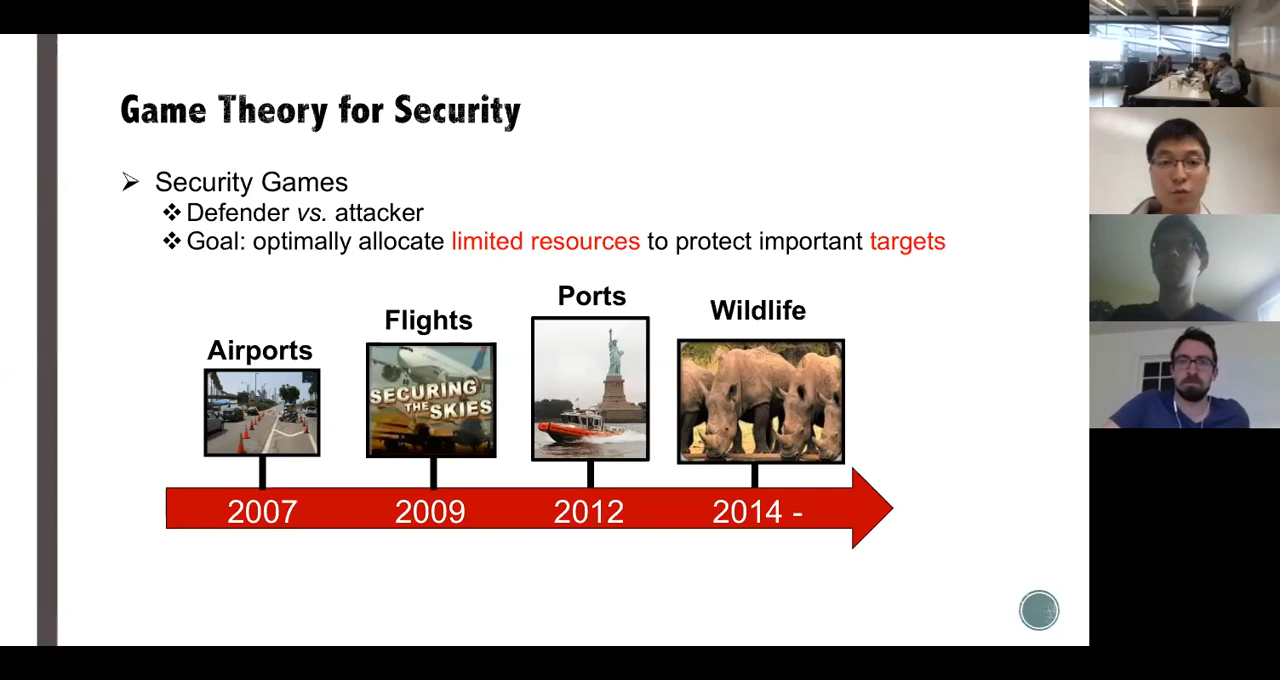 Game Theory for Security
➢ Security Games
❖ Defender vs. attacker
❖ Goal: optimally allocate limited resources to protect important targets
Airports
Flights
Ports
Wildlife
SECURING
THE SKIES
2007
2009
2012
2014 -